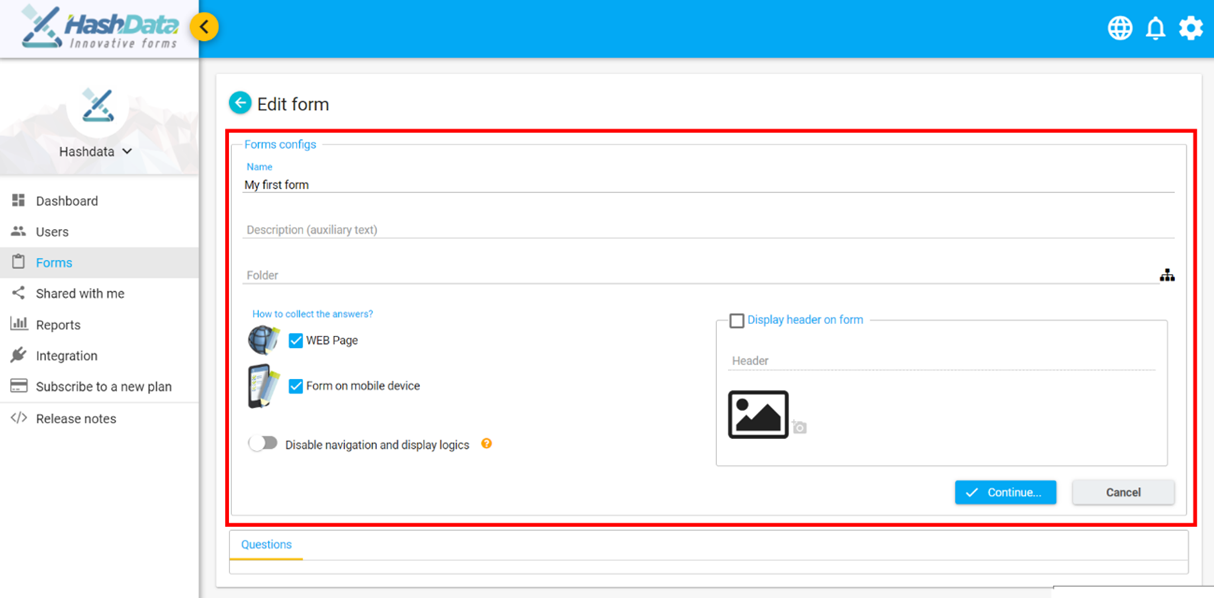 HashData
Innovative forms
Hashdata
Dashboard
Users
Forms
Shared with me
Reports
Integration
Subscribe to a new plan
Release notes
Edit form
Forms configs
Name
My first form
Description (auxiliary text)
Folder
How to collect the answers?
WEB Page
Form on mobile device
Disable navigation and display logics ?
Display header on form
Header
Continue...
Cancel
Questions